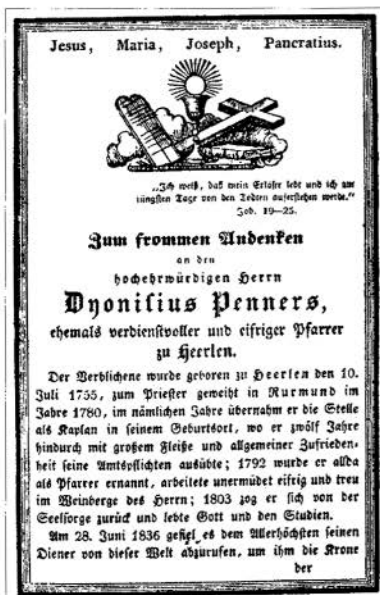 Jesus, Maria, Joseph, Pancratius.
„Ich weiß, daß mein Erlöser lebt und ich am
jüngsten Tage von den Todten auferstehen werde.“
Job. 19—25.
Zum frommen Andenken
an den
hochehrwürdigen Herrn
Dyonisius Penners,
ehemals verdienstvoller und eifriger Pfarrer
zu Heerlen.
Der Verblichene wurde geboren zu Heerlen den 10.
Juli 1755, zum Priester geweiht in Rurmund im
Jahre 1780, im nämlichen Jahre übernahm er die Stelle
als Kaplan in seinem Geburtsort, wo er zwölf Jahre
hindurch mit großem Fleiße und allgemeiner Zufrieden-
heit seine Amtspflichten ausübte; 1792 wurde er allda
als Pfarrer ernannt, arbeitete unermüdet eifrig und treu
im Weinberge des Herrn; 1803 zog er sich von der
Seelsorge zurück und lebte Gott und den Studien.
Am 28. Juni 1836 gefiel es dem Allerhöchsten seinen
Diener von dieser Welt abzurufen, um ihm die Krone
der